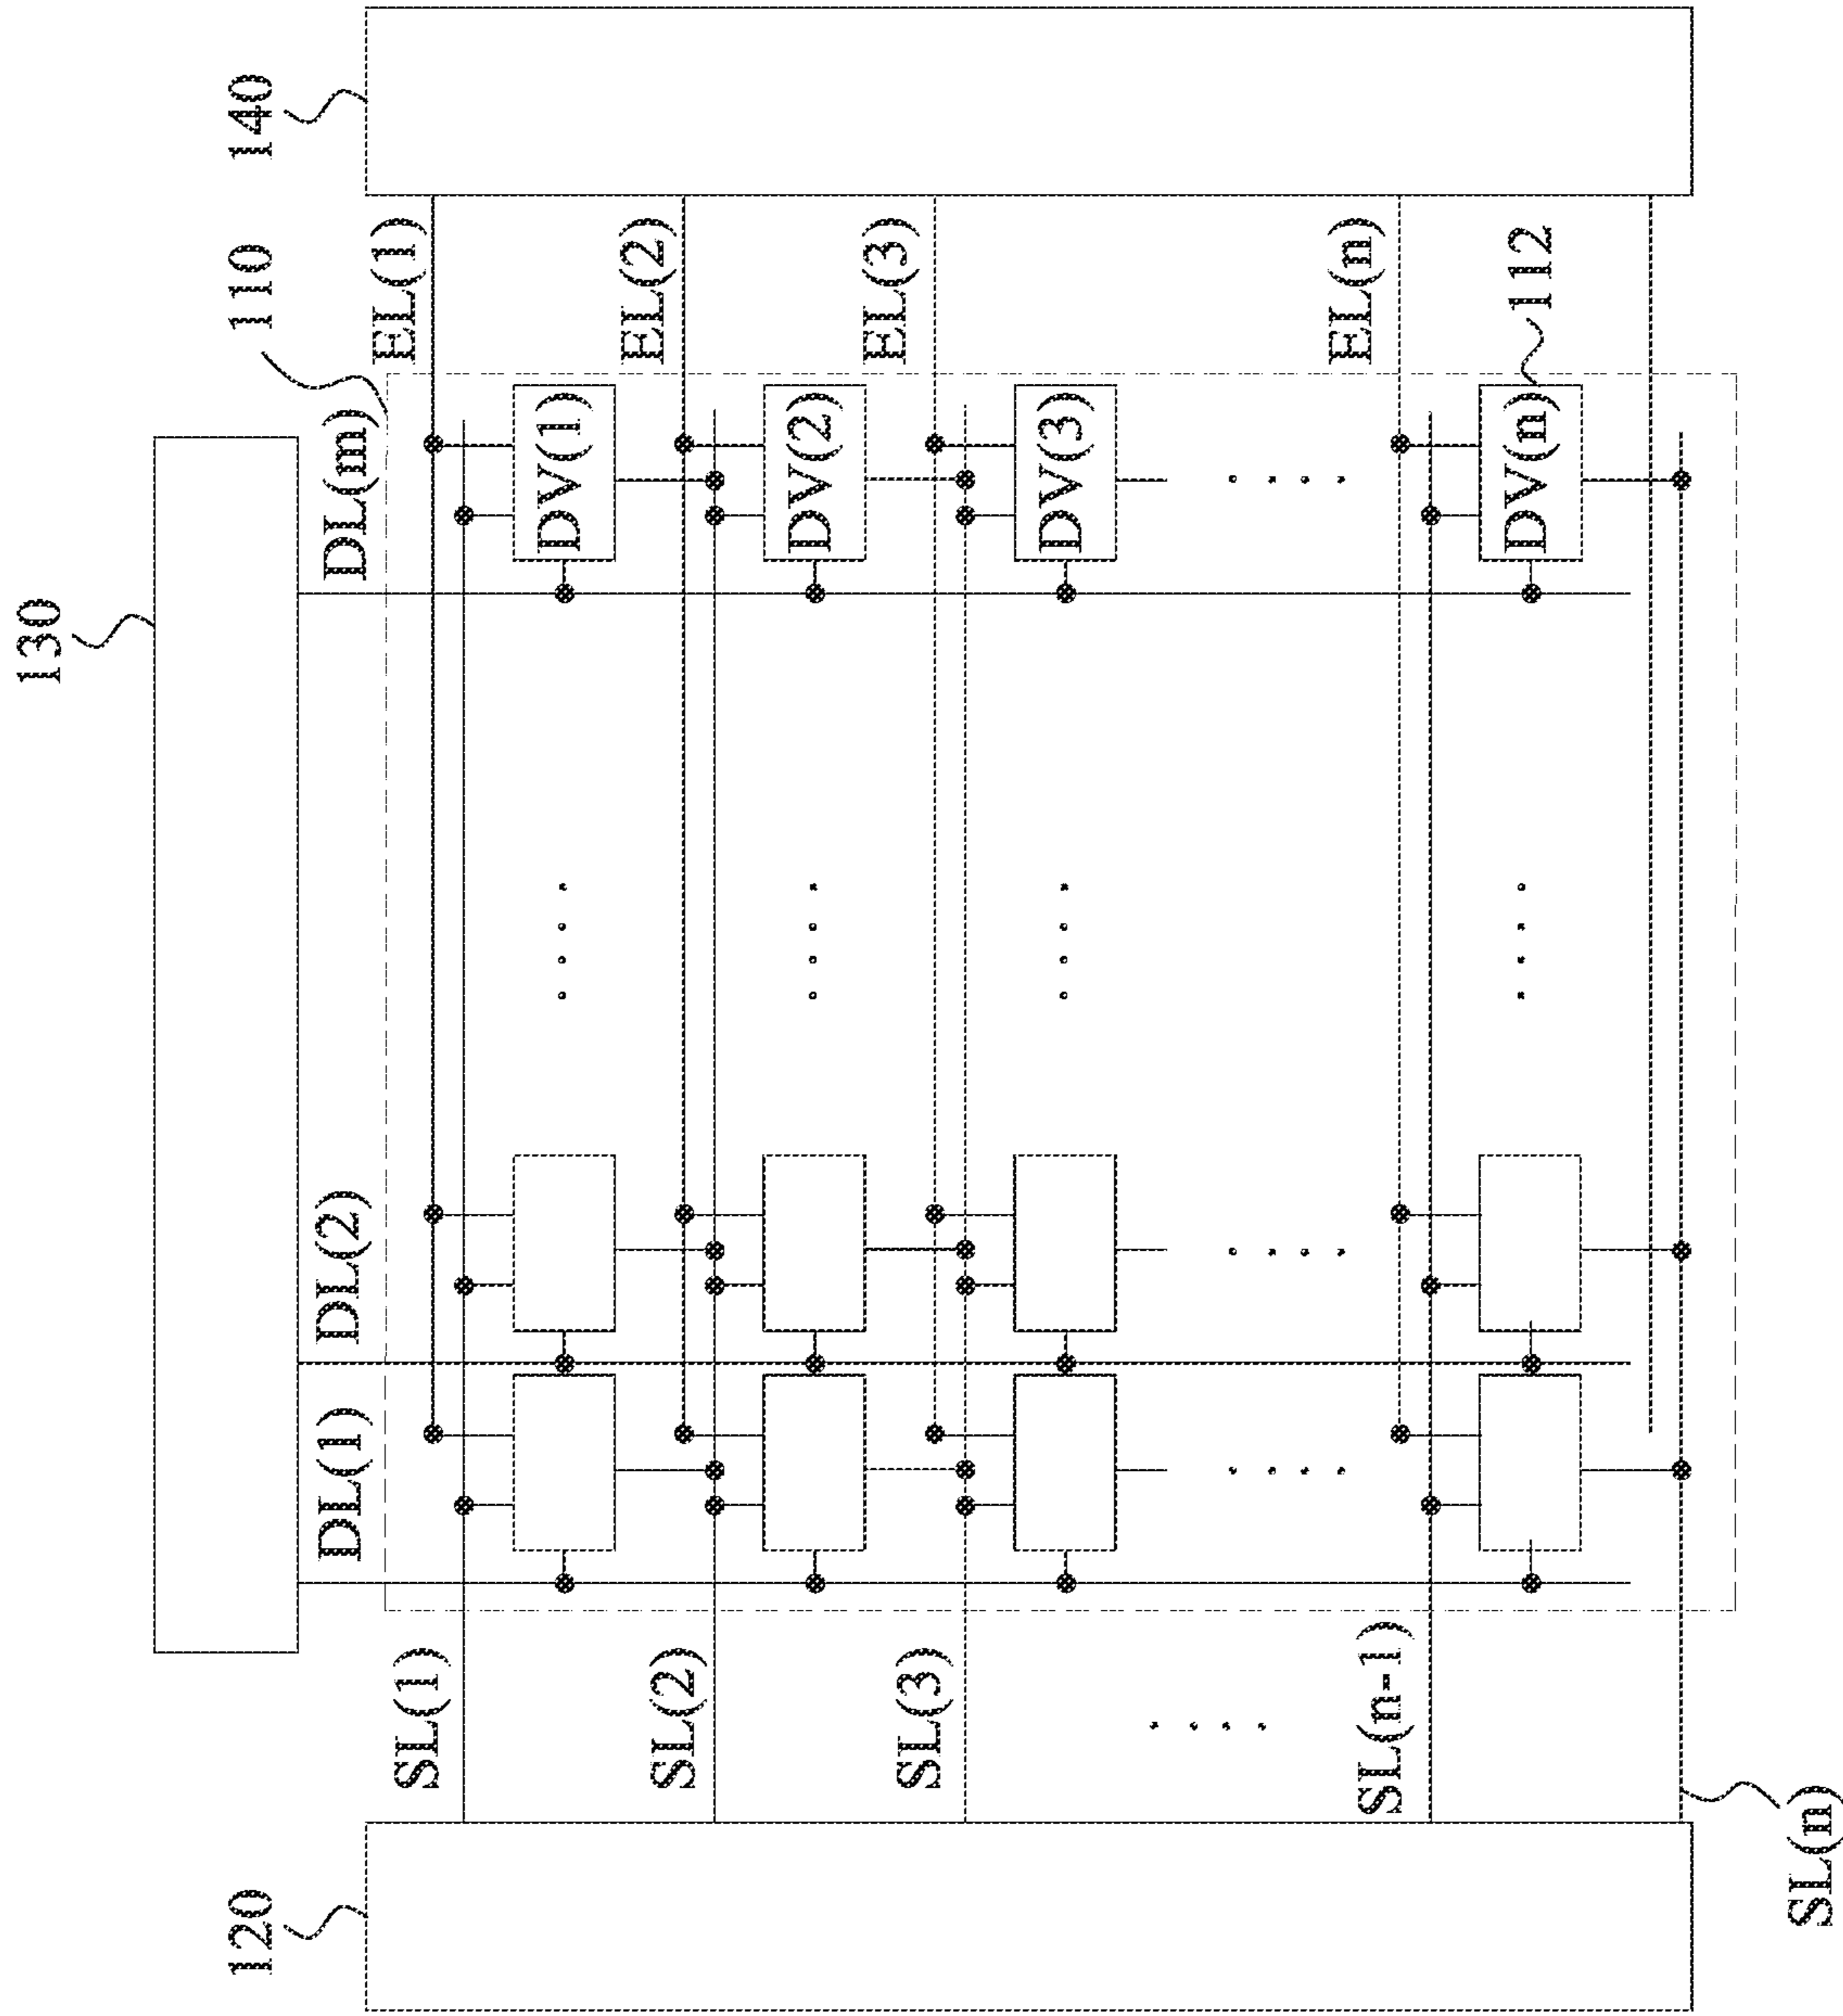 130
140
110
120
DL(1)
DL(2)
DL(m)
SL(1)
EL(1)
DV(1)
SL(2)
EL(2)
DV(2)
SL(3)
EL(3)
DV(3)
SL(n-1)
EL(n)
DV(n)
112
SL(n)